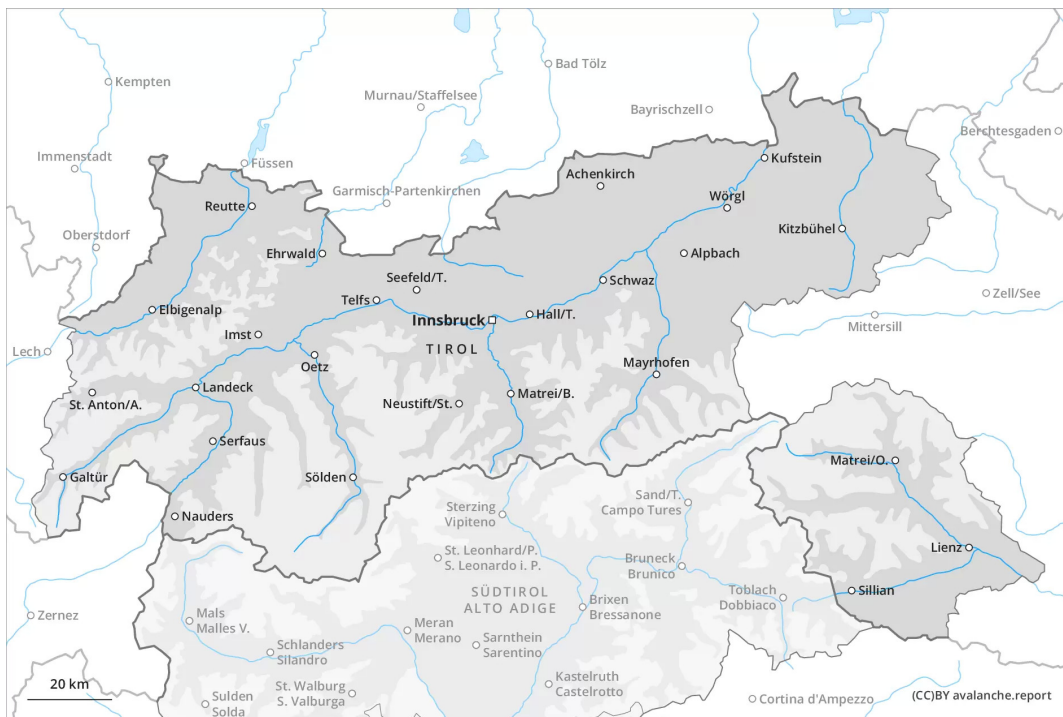 Kempten
Bad Tölz
Murnau/Staffelsee
Bayrischzell
Berchtesgaden
Immenstadt
Füssen
Kufstein
Achenkirch
Garmisch-Partenkirchen
Wörgl
Reutte
Kitzbühel
Oberstdorf
Ehrwald
Alpbach
Seefeld/T.
Schwaz
Zell/See
Telfs
Elbigenalp
Hall/T.
Innsbruck
Mittersill
Imst
TIROL
Lech
Oetz
Mayrhofen
Landeck
St. Anton/A.
Neustift/St.
Matrei/B.
Serfaus
Matrei/O.
Galtür
Sölden
Sand/T.
Campo Tures
Sterzing
Vipiteno
Nauders
Lienz
St. Leonhard/P.
S. Leonardo i. P.
Bruneck
Brunico
SÜDTIROL
ALTO ADIGE
Toblach
Dobbiaco
Sillian
Brixen
Bressanone
Zernez
Mals
Malles V.
Meran
Merano
Sarnthein
Sarentino
Schlanders
Silandro
Kastelruth
Castelrotto
20 km
St. Walburg
S. Valburga
Sulden
Solda
Cortina d'Ampezzo
(CC)BY avalanche.report